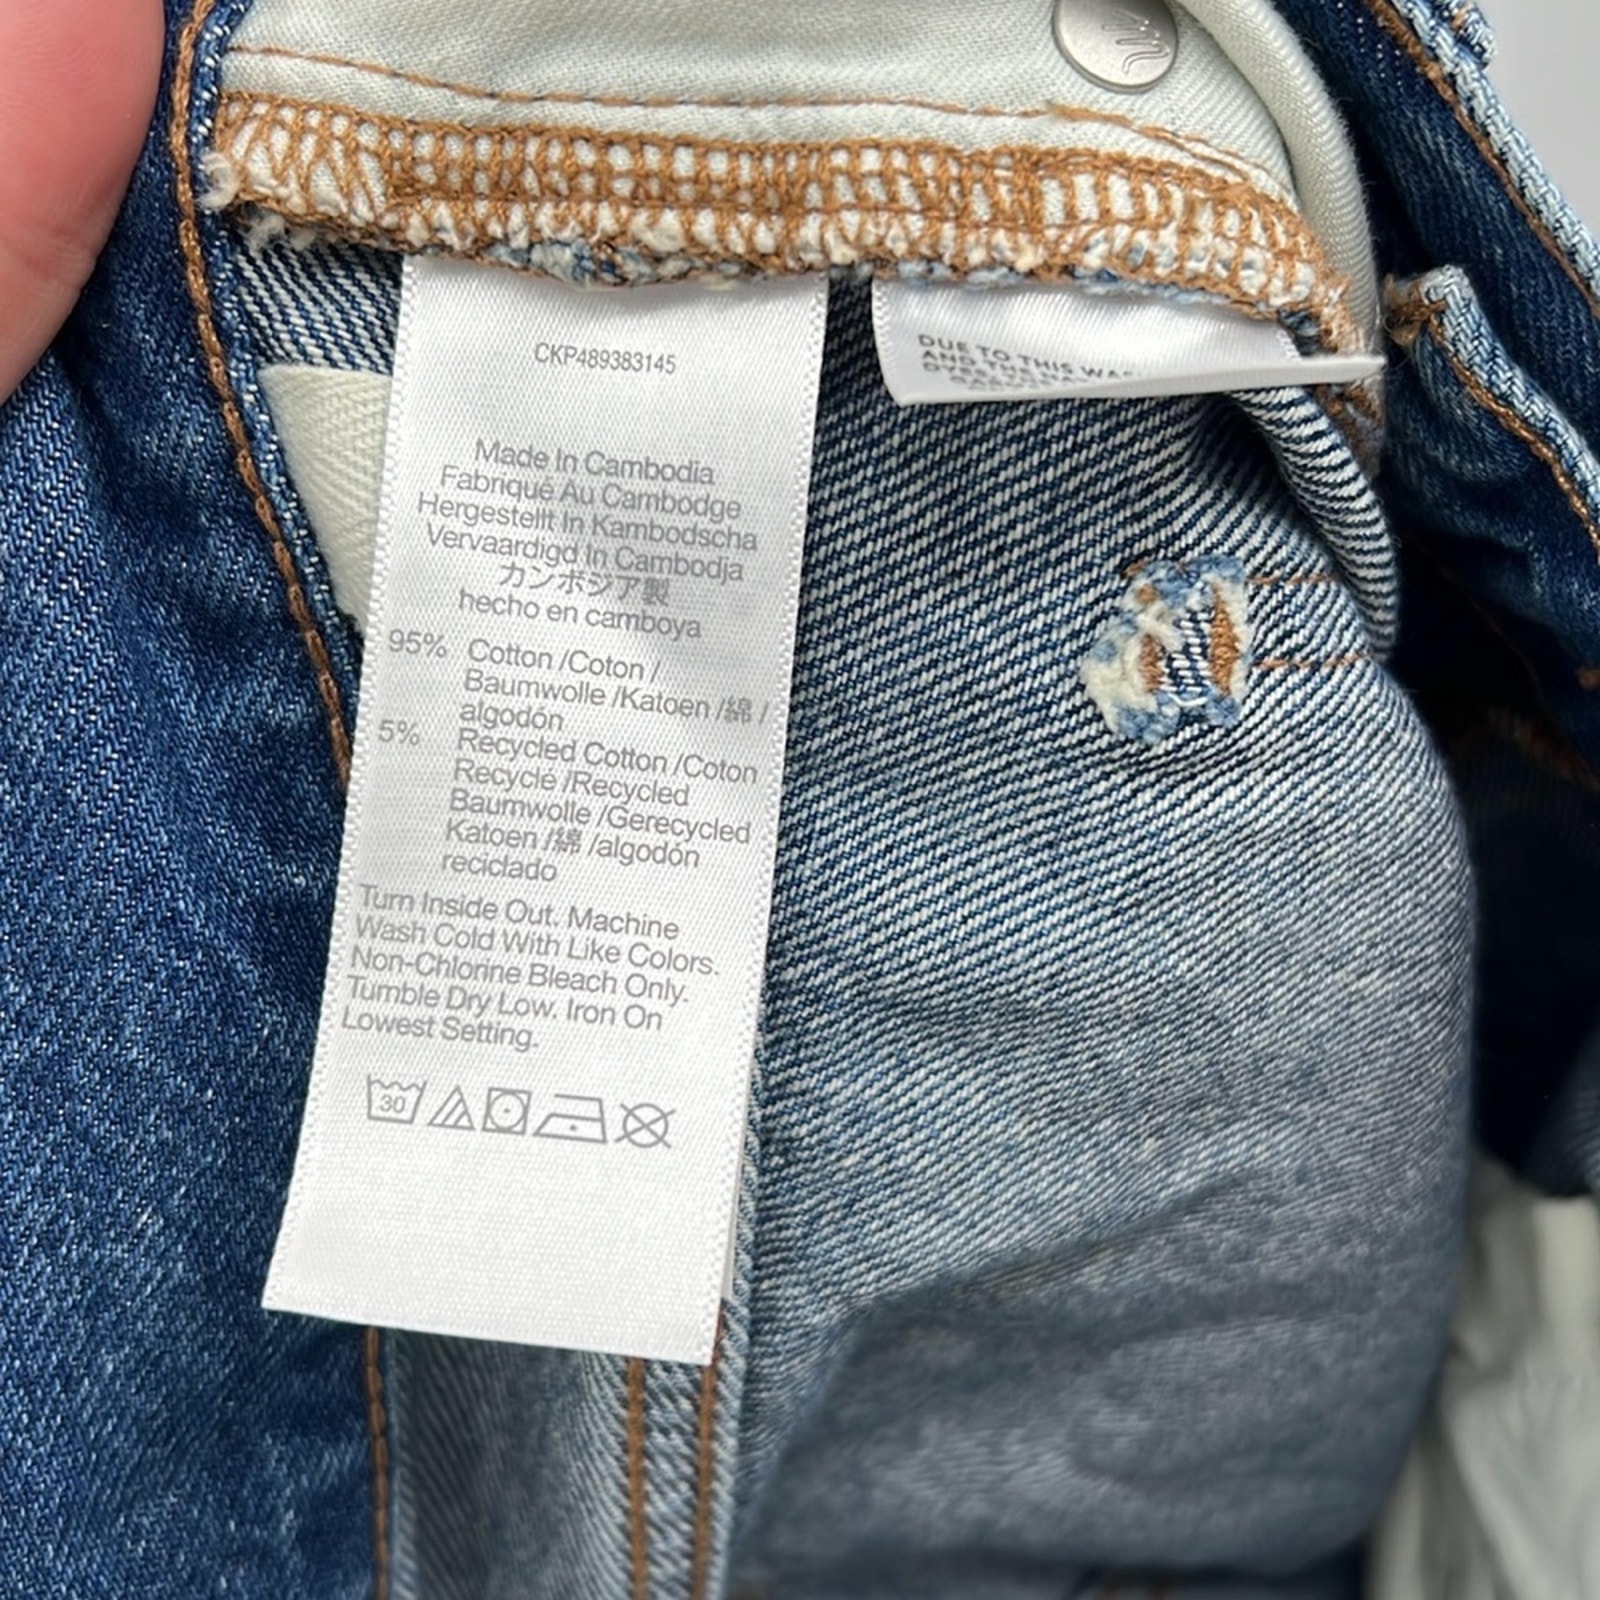 CKP489383145
Made In Cambodia
Fabriqué Au Cambodge
Hergestellt In Kambodscha
Vervaardigd In Cambodja
カンボジア製
hecho en camboya
95% Cotton /Coton /
Baumwolle /Katoen /綿 /
algodón
5% Recycled Cotton /Coton
Recyclé /Recycled
Baumwolle /Gerecycled
Katoen /綿 /algodón
reciclado
Turn Inside Out. Machine
Wash Cold With Like Colors.
Non-Chlorine Bleach Only.
Tumble Dry Low. Iron On
Lowest Setting.
30
DUE TO THIS
AND THE